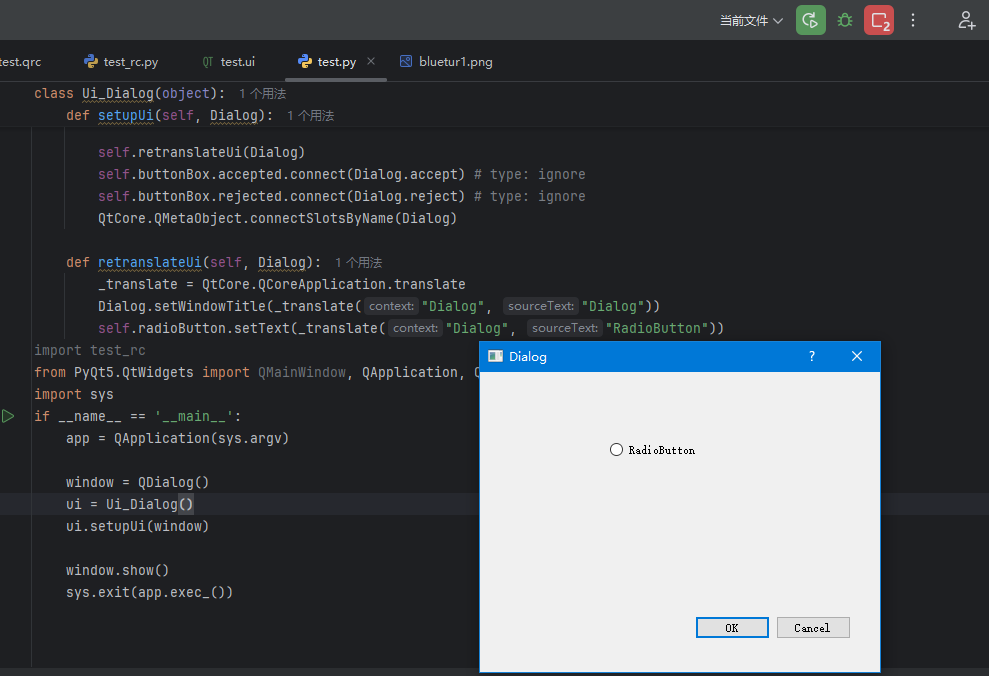 当前文件
2
test.qrc
test_rc.py
QT test.ui
test.py
bluetur1.png
class Ui_Dialog(object): 1 个用法
def setupUi(self, Dialog): 1 个用法
self.retranslateUi(Dialog)
self.buttonBox.accepted.connect(Dialog.accept) # type: ignore
self.buttonBox.rejected.connect(Dialog.reject) # type: ignore
QtCore.QMetaObject.connectSlotsByName(Dialog)
def retranslateUi(self, Dialog): 1 个用法
_translate = QtCore.QCoreApplication.translate
Dialog.setWindowTitle(_translate( context: "Dialog", sourceText: "Dialog"))
self.radioButton.setText(_translate( context: "Dialog", sourceText: "RadioButton"))
import test_rc
from PyQt5.QtWidgets import QMainWindow, QApplication,
import sys
if __name__ == '__main__':
app = QApplication(sys.argv)
window = QDialog()
ui = Ui_Dialog()
ui.setupUi(window)
window.show()
sys.exit(app.exec_())
Dialog
?
RadioButton
OK
Cancel